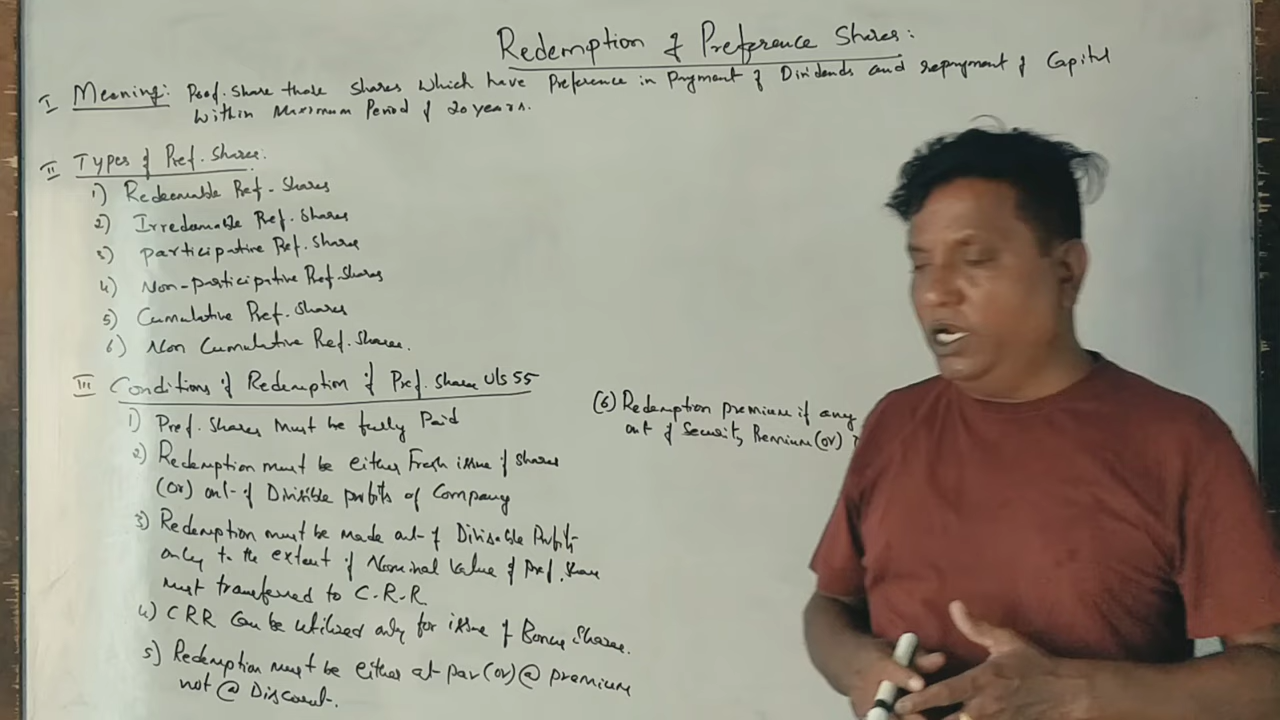 Redemption of Preference Shares:
I Meaning: Pref. Share those Shares which have Preference in Payment of Dividends and repayment of Capital
within Maximum Period of 20 years.
II Types of Pref. Shares:
1) Redeemable Pref- Shares
2) Irredamable Pref. Shares
3) participative Pref. Shares
4) Non-participative Pref. Shares
5) Cumulative Pref. Shares
6) Non Cumulative Pref. Shares.
III Conditions of Redemption of Pref. Share U/s 55
1) Pref. Shares Must be fully Paid
2) Redemption must be either Fresh issue of Shares
(Or) out of Divisible profits of Company
3) Redemption must be made out of Divisable Profits
only to the extent of Nominal Value of Pref. Share
must transferred to C.R.R
4) CRR Can be utilized only for issue of Bonus Shares.
5) Redemption must be either at par (or) @ premium
not @ Discount.
(6) Redemption premium if any
out of Security Premium (or)